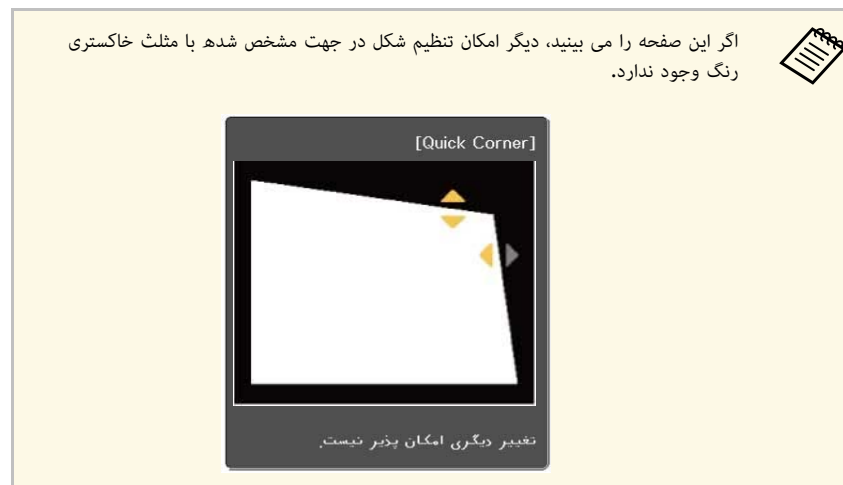 اگر این صفحه را می بینید، دیگر امکان تنظیم شکل در جهت مشخص شده با مثلث خاکستری
رنگ وجود ندارد.
[Quick Corner]
تغییر دیگری امکان پذیر نیست.